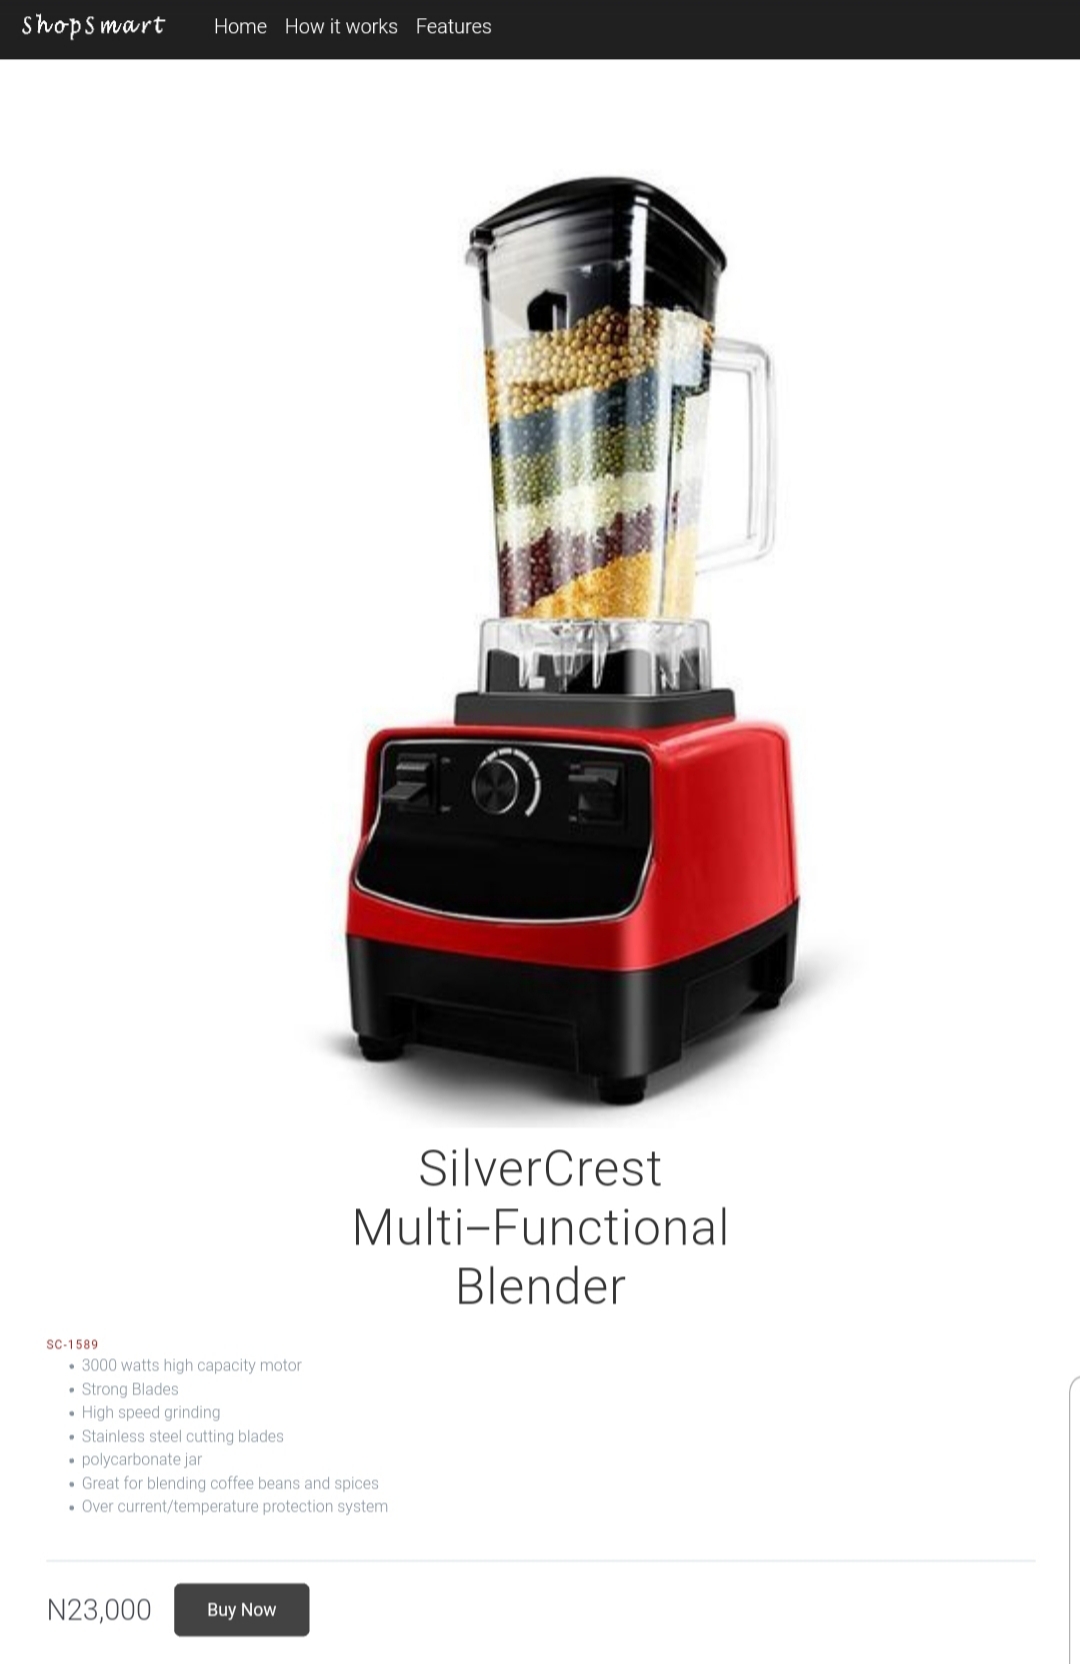 ShopSmart Home How it works Features
SilverCrest
Multi–Functional
Blender
SC-1589
• 3000 watts high capacity motor
• Strong Blades
• High speed grinding
• Stainless steel cutting blades
• polycarbonate jar
• Great for blending coffee beans and spices
• Over current/temperature protection system
N23,000 Buy Now